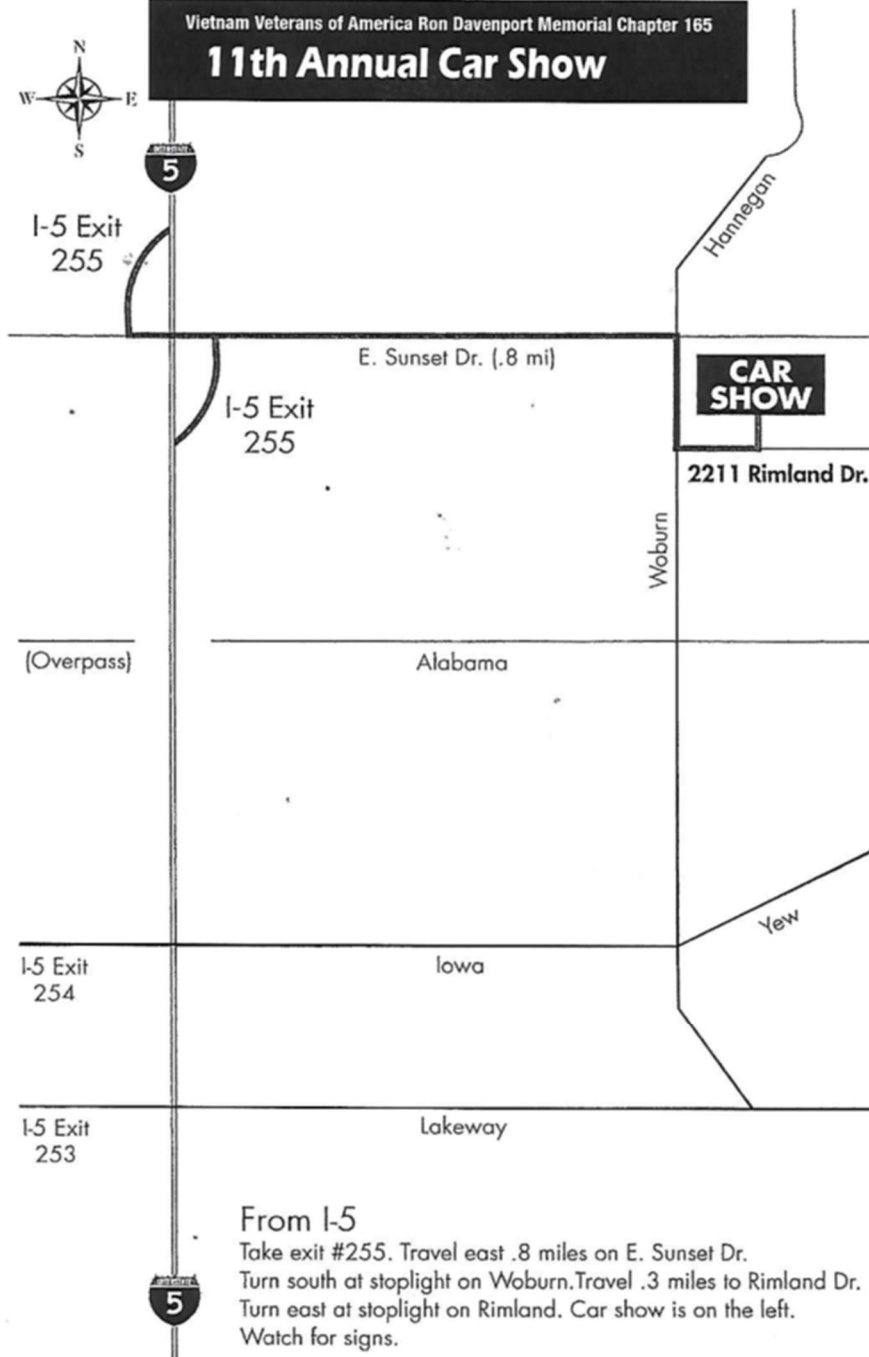 Vietnam Veterans of America Ron Davenport Memorial Chapter 165
11th Annual Car Show
N
W E
S
INTERSTATE
5
I-5 Exit
255
Hannegan
E. Sunset Dr. (.8 mi)
CAR
SHOW
I-5 Exit
255
2211 Rimland Dr.
Woburn
(Overpass)
Alabama
Yew
I-5 Exit
254
Iowa
I-5 Exit
253
Lakeway
From I-5
Take exit #255. Travel east .8 miles on E. Sunset Dr.
Turn south at stoplight on Woburn.Travel .3 miles to Rimland Dr.
Turn east at stoplight on Rimland. Car show is on the left.
Watch for signs.
INTERSTATE
5